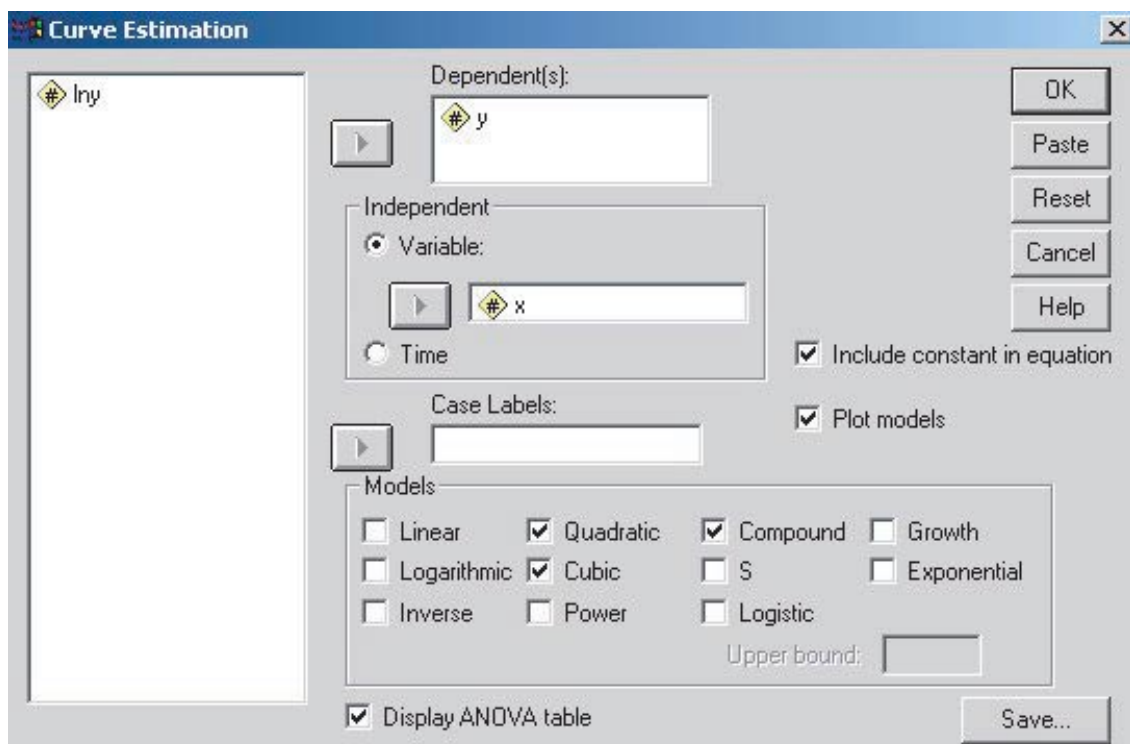 Curve Estimation
lny
Dependent(s):
y
Independent
Variable:
x
Time
Case Labels:
OK
Paste
Reset
Cancel
Help
Include constant in equation
Plot models
Models
Linear Quadratic Compound Growth
Logarithmic Cubic S Exponential
Inverse Power Logistic
Upper bound:
Display ANOVA table
Save...